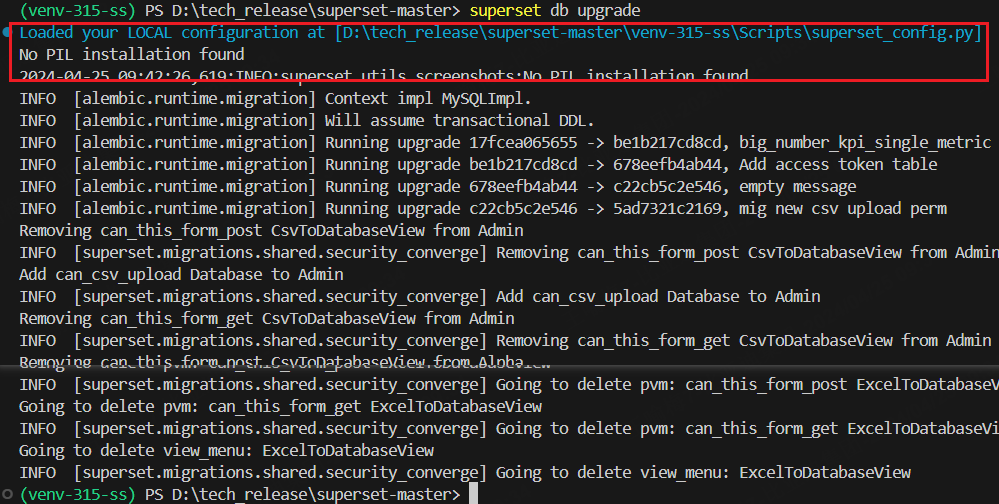 (venv-315-ss) PS D:\tech_release\superset-master> superset db upgrade
Loaded your LOCAL configuration at [D:\tech_release\superset-master\venv-315-ss\Scripts\superset_config.py]
No PIL installation found
2024-04-25 09:42:26,619:INFO:superset.utils.screenshots:No PIL installation found
INFO  [alembic.runtime.migration] Context impl MySQLImpl.
INFO  [alembic.runtime.migration] Will assume transactional DDL.
INFO  [alembic.runtime.migration] Running upgrade 17fcea065655 -> be1b217cd8cd, big_number_kpi_single_metric
INFO  [alembic.runtime.migration] Running upgrade be1b217cd8cd -> 678eefb4ab44, Add access token table
INFO  [alembic.runtime.migration] Running upgrade 678eefb4ab44 -> c22cb5c2e546, empty message
INFO  [alembic.runtime.migration] Running upgrade c22cb5c2e546 -> 5ad7321c2169, mig new csv upload perm
Removing can_this_form_post CsvToDatabaseView from Admin
INFO  [superset.migrations.shared.security_converge] Removing can_this_form_post CsvToDatabaseView from Admin
Add can_csv_upload Database to Admin
INFO  [superset.migrations.shared.security_converge] Add can_csv_upload Database to Admin
Removing can_this_form_get CsvToDatabaseView from Admin
INFO  [superset.migrations.shared.security_converge] Removing can_this_form_get CsvToDatabaseView from Admin
Removing can_this_form_post CsvToDatabaseView from Alpha
INFO  [superset.migrations.shared.security_converge] Going to delete pvm: can_this_form_post ExcelToDatabaseV
Going to delete pvm: can_this_form_get ExcelToDatabaseView
INFO  [superset.migrations.shared.security_converge] Going to delete pvm: can_this_form_get ExcelToDatabaseVi
Going to delete view_menu: ExcelToDatabaseView
INFO  [superset.migrations.shared.security_converge] Going to delete view_menu: ExcelToDatabaseView
(venv-315-ss) PS D:\tech_release\superset-master>